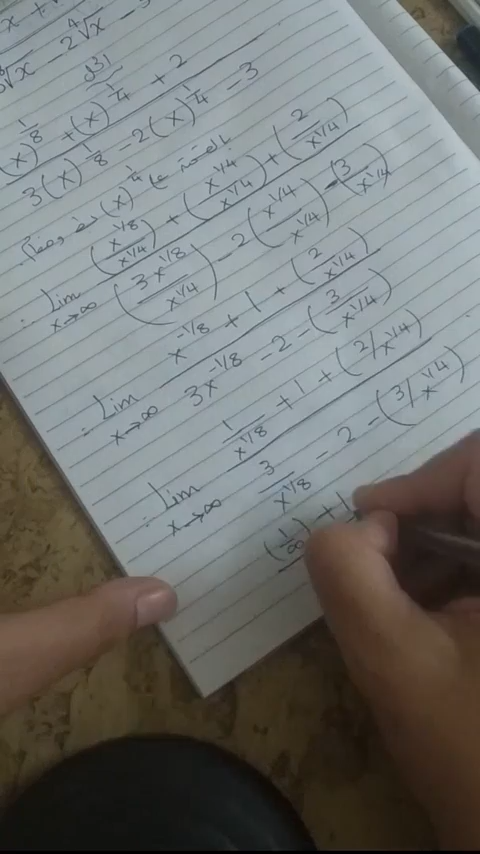 x +
∛x - 2 ∜x -
(x)^{1/8} + (x)^{1/4} + 2
3(x)^{1/8} - 2(x)^{1/4} - 3
بالقسمة على (x)^{1/4}
∴ Lim x→∞ (x^{1/8}/x^{1/4}) + (x^{1/4}/x^{1/4}) + (2/x^{1/4})
(3x^{1/8}/x^{1/4}) - 2(x^{1/4}/x^{1/4}) - (3/x^{1/4})
∴ Lim x→∞ x^{-1/8} + 1 + (2/x^{1/4})
3x^{-1/8} - 2 - (3/x^{1/4})
∴ Lim x→∞ 1/x^{1/8} + 1 + (2/x^{1/4})
3/x^{1/8} - 2 - (3/x^{1/4})
(1/∞) + 1